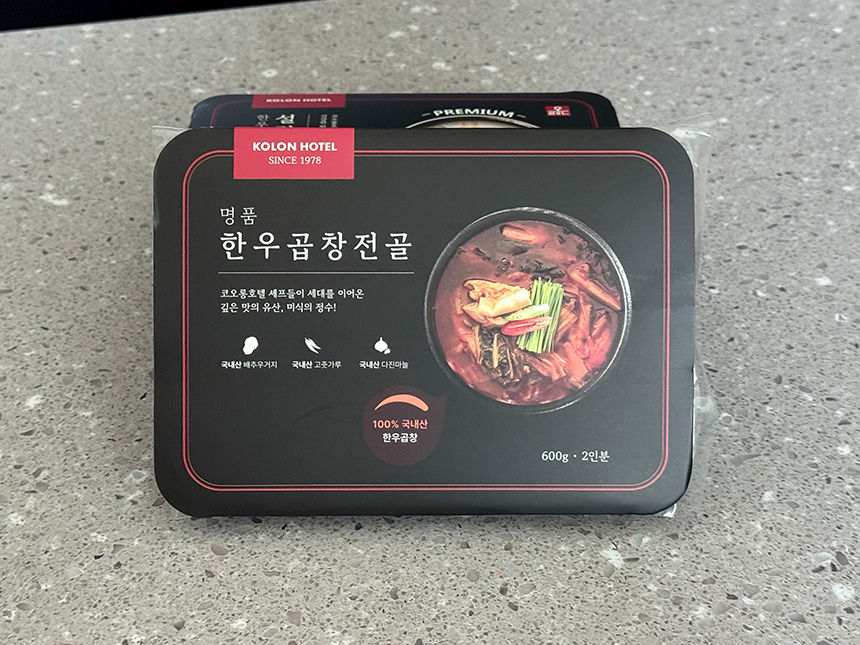 KOLON HOTEL
PREMIUM
KOLON HOTEL
SINCE 1978
명품
한우곱창전골
코오롱호텔 셰프들이 세대를 이어온
깊은 맛의 유산, 미식의 정수!
국내산 배추우거지
국내산 고춧가루
국내산 다진마늘
100% 국내산
한우곱창
600g · 2인분